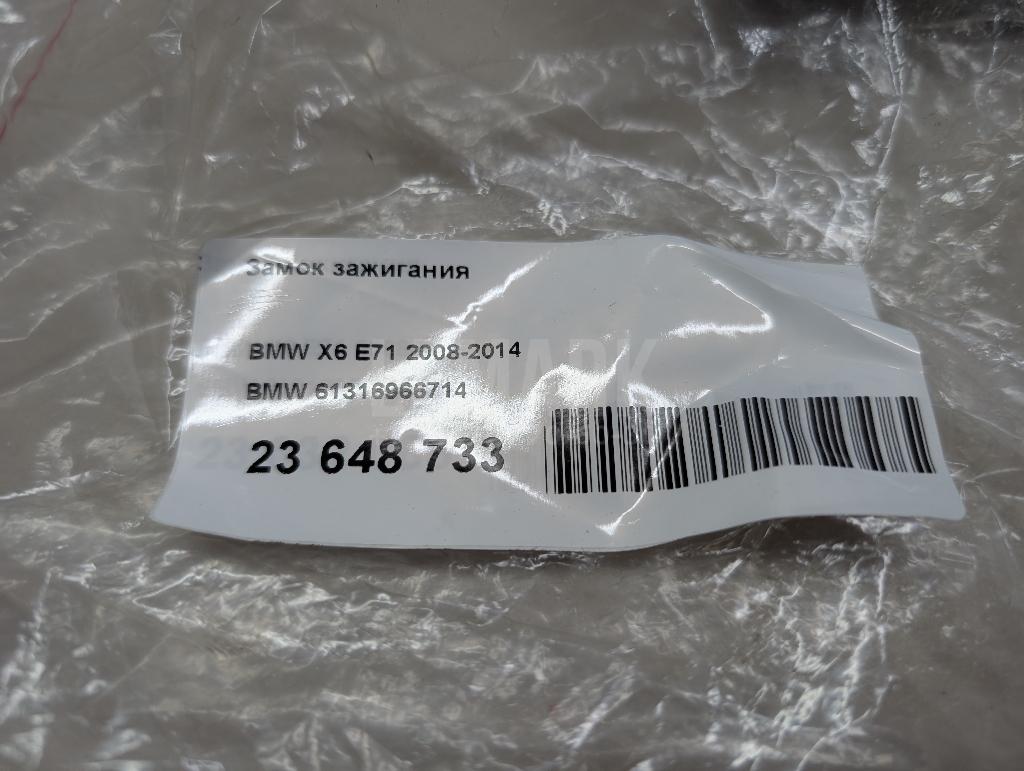 Замок зажигания
BMW X6 E71 2008-2014
BMW 61316966714
23 648 733